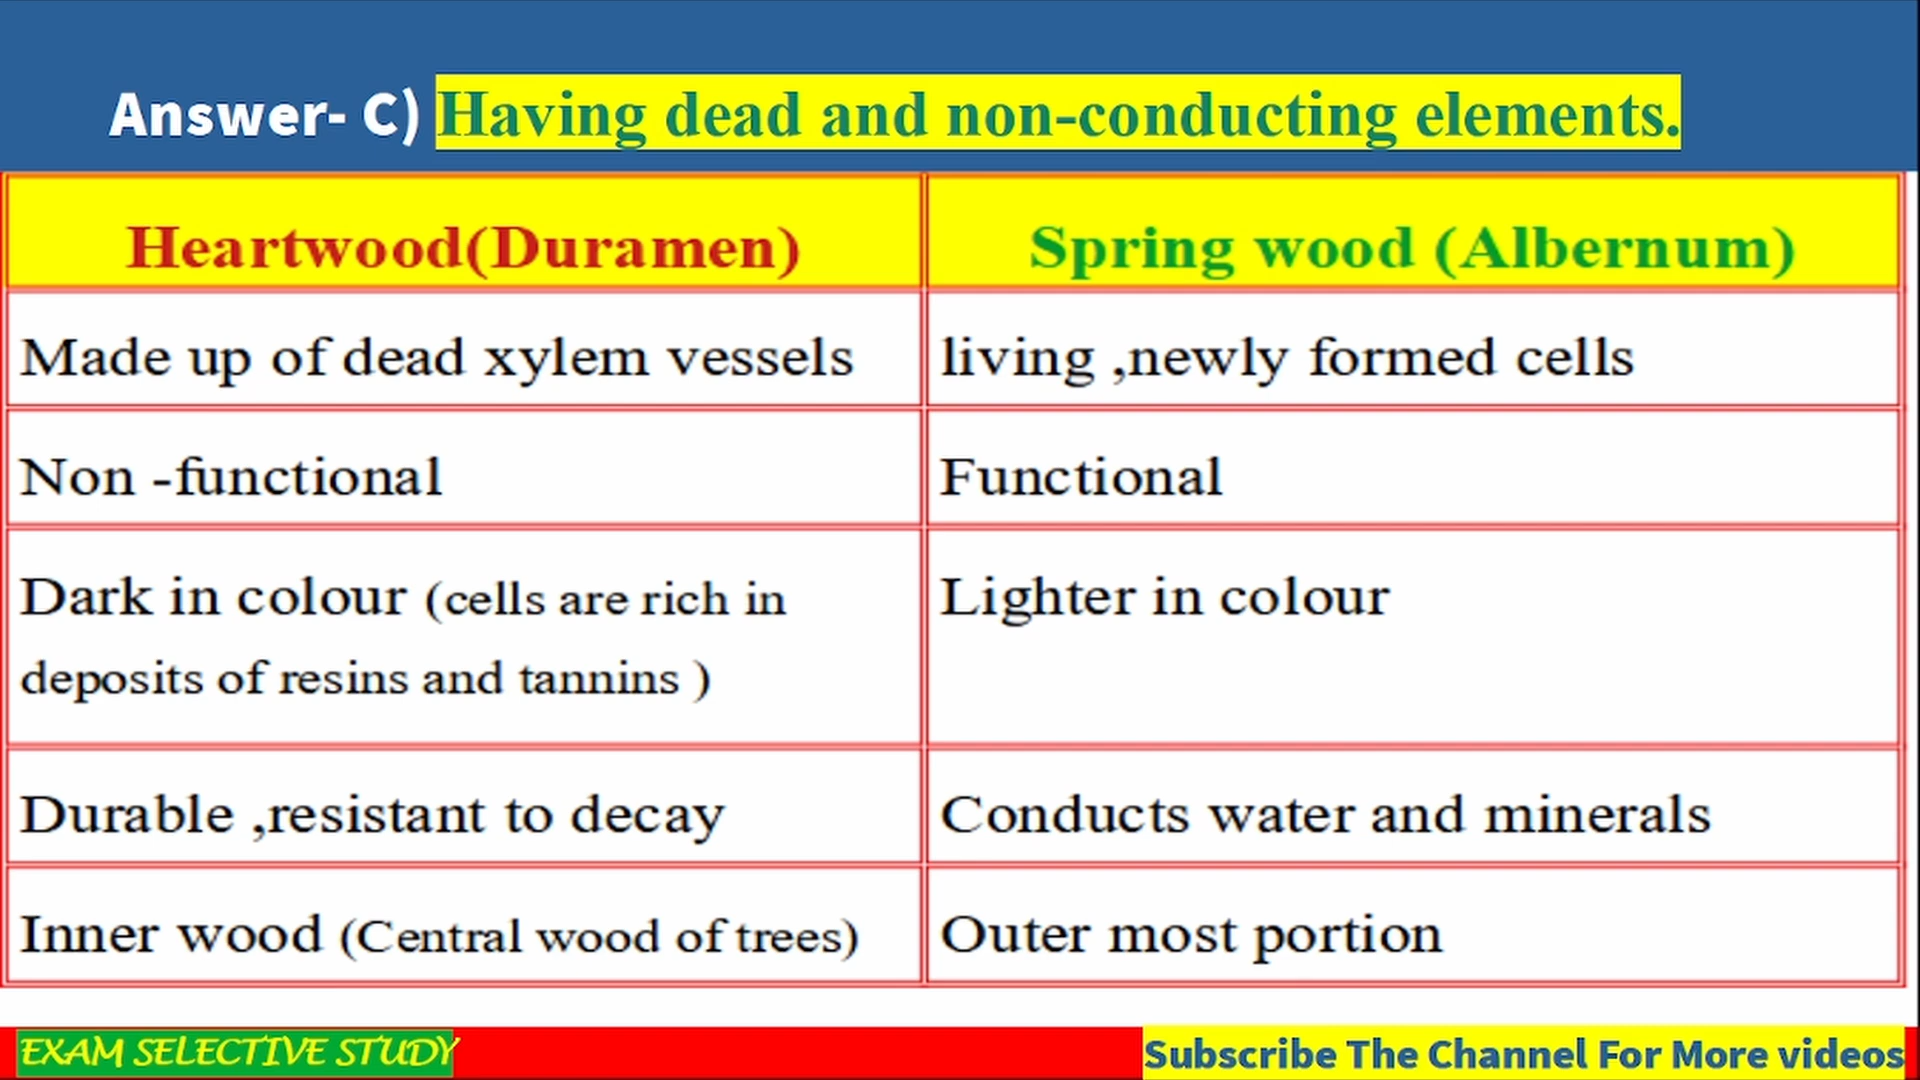 Answer- C) Having dead and non-conducting elements.
Heartwood(Duramen)
Spring wood (Albernum)
Made up of dead xylem vessels
living ,newly formed cells
Non -functional
Functional
Dark in colour (cells are rich in
deposits of resins and tannins )
Lighter in colour
Durable ,resistant to decay
Conducts water and minerals
Inner wood (Central wood of trees)
Outer most portion
EXAM SELECTIVE STUDY
Subscribe The Channel For More videos